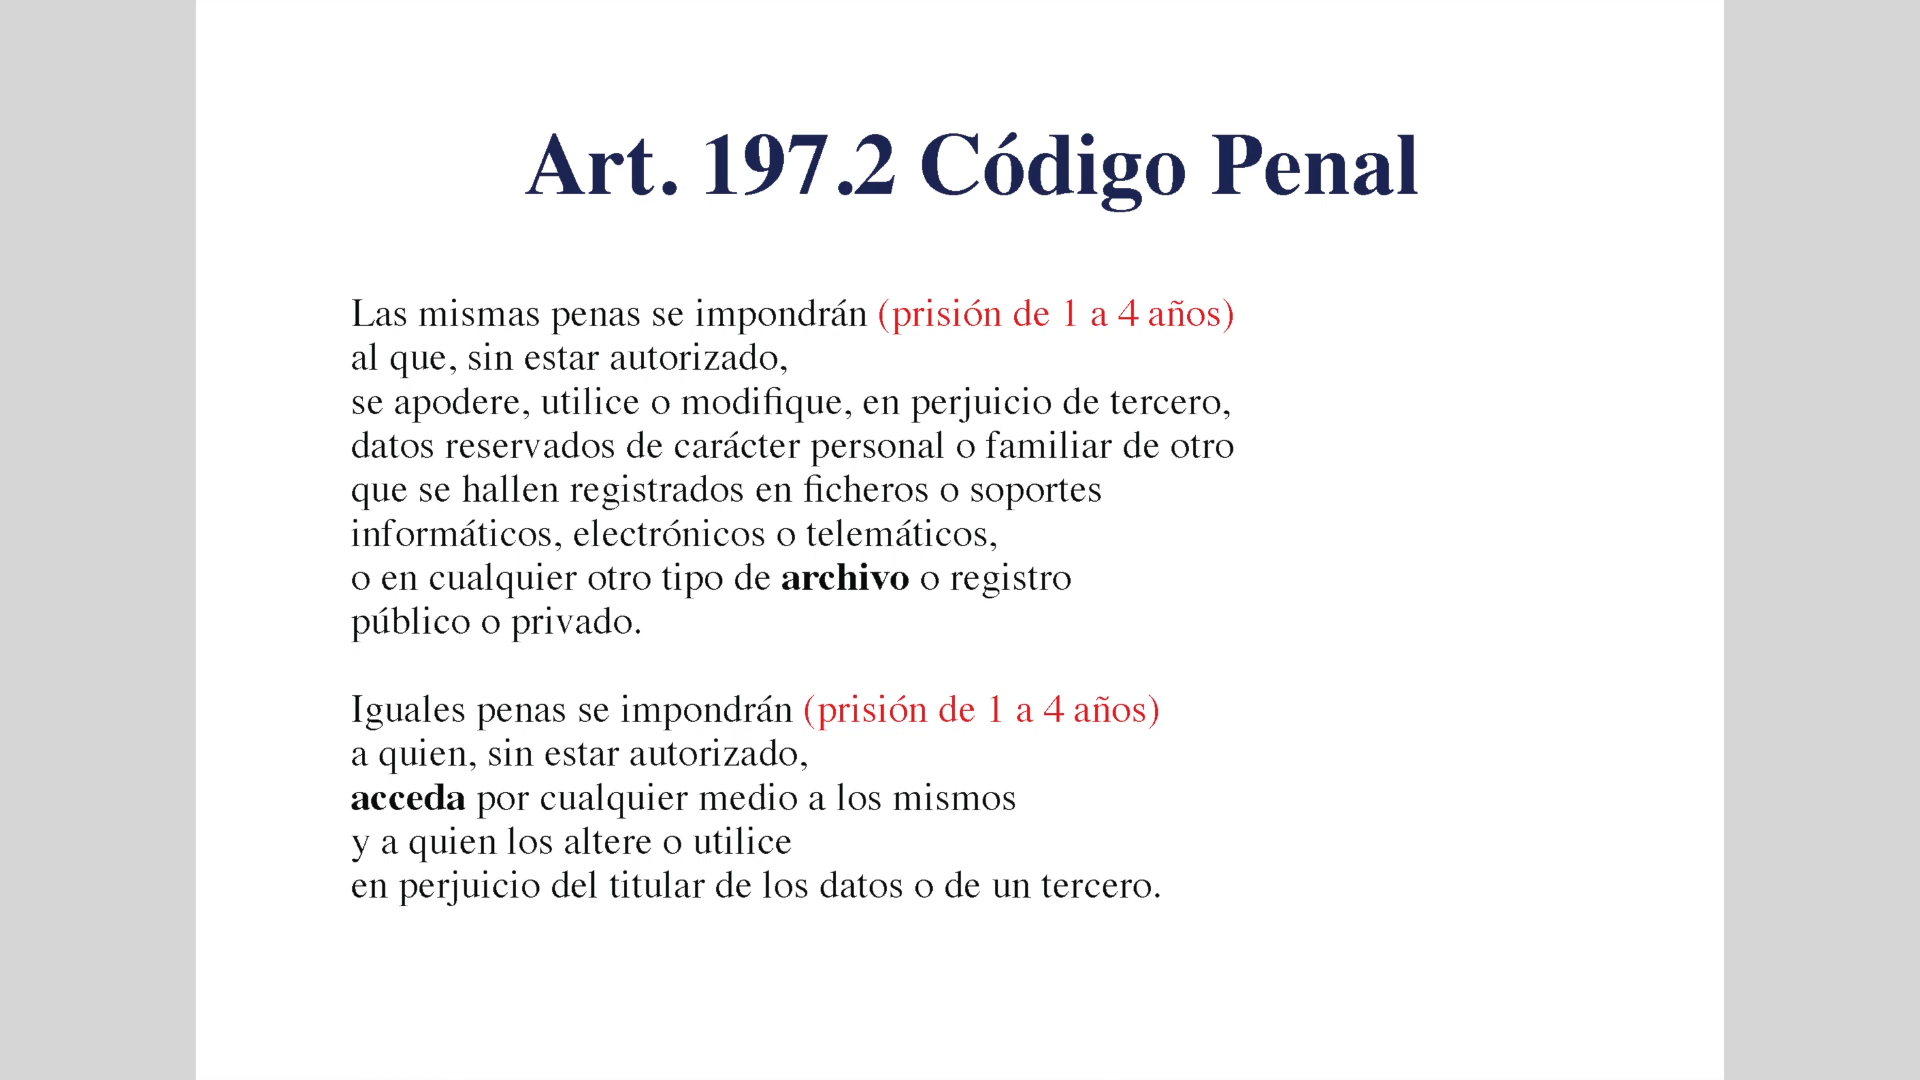 Art. 197.2 Código Penal
Las mismas penas se impondrán (prisión de 1 a 4 años)
al que, sin estar autorizado,
se apodere, utilice o modifique, en perjuicio de tercero,
datos reservados de carácter personal o familiar de otro
que se hallen registrados en ficheros o soportes
informáticos, electrónicos o telemáticos,
o en cualquier otro tipo de archivo o registro
público o privado.
Iguales penas se impondrán (prisión de 1 a 4 años)
a quien, sin estar autorizado,
acceda por cualquier medio a los mismos
y a quien los altere o utilice
en perjuicio del titular de los datos o de un tercero.